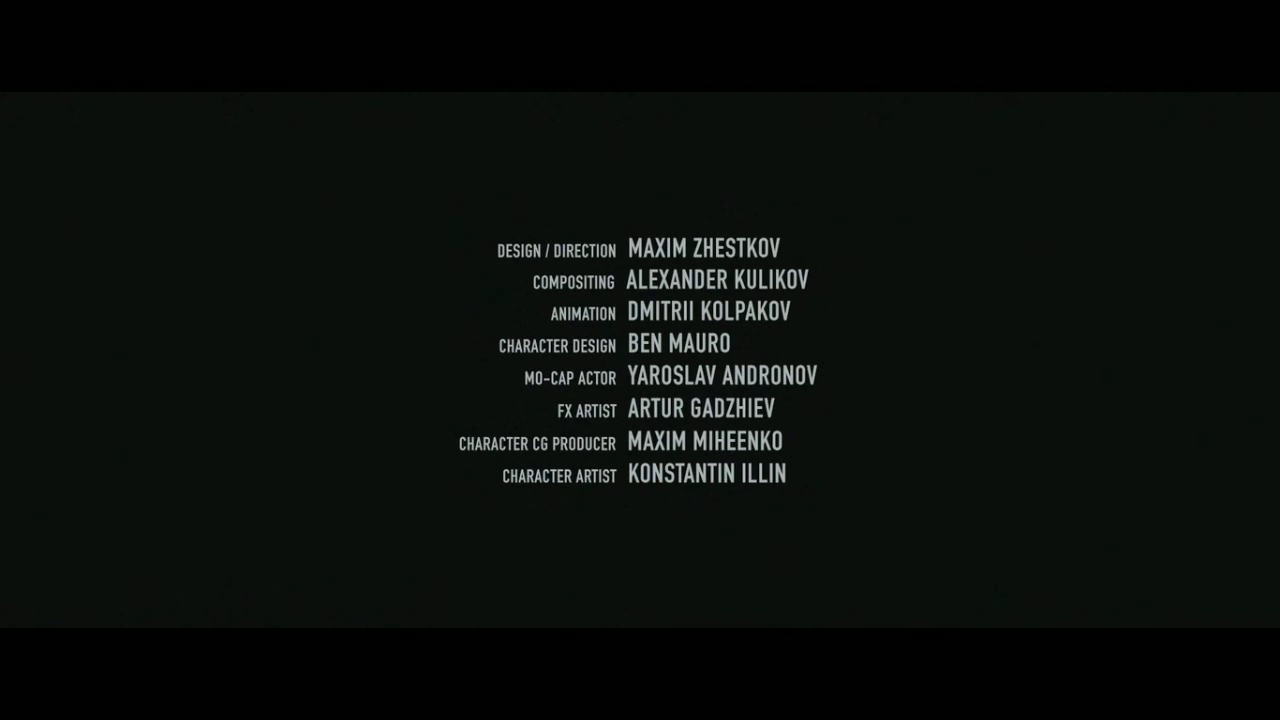 DESIGN / DIRECTION MAXIM ZHESTKOV
COMPOSITING ALEXANDER KULIKOV
ANIMATION DMITRII KOLPAKOV
CHARACTER DESIGN BEN MAURO
MO-CAP ACTOR YAROSLAV ANDRONOV
FX ARTIST ARTUR GADZHIEV
CHARACTER CG PRODUCER MAXIM MIHEENKO
CHARACTER ARTIST KONSTANTIN ILLIN